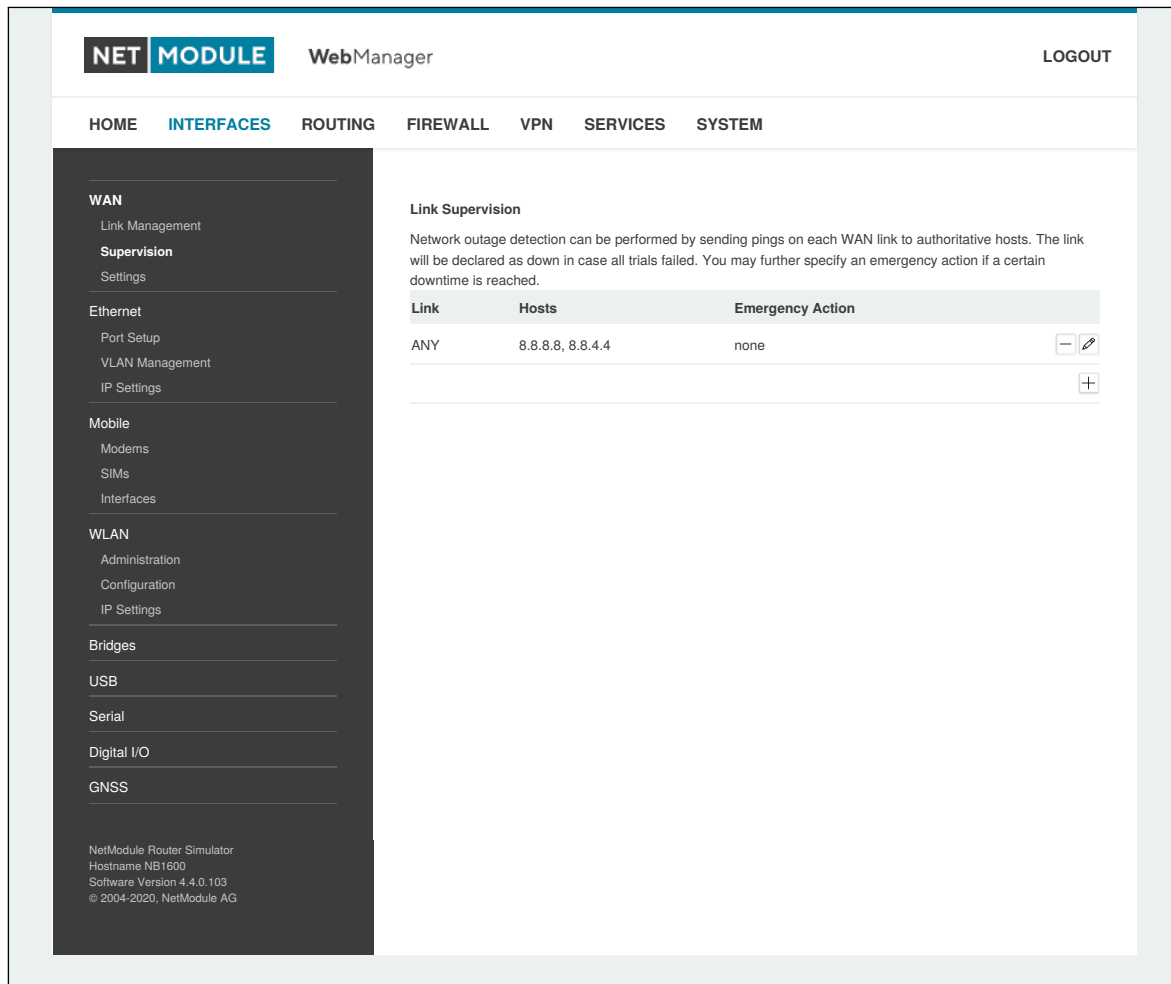 NET MODULE WebManager LOGOUT
HOME INTERFACES ROUTING FIREWALL VPN SERVICES SYSTEM
WAN
Link Management
Supervision
Settings
Ethernet
Port Setup
VLAN Management
IP Settings
Mobile
Modems
SIMs
Interfaces
WLAN
Administration
Configuration
IP Settings
Bridges
USB
Serial
Digital I/O
GNSS
NetModule Router Simulator
Hostname NB1600
Software Version 4.4.0.103
© 2004-2020, NetModule AG
Link Supervision
Network outage detection can be performed by sending pings on each WAN link to authoritative hosts. The link
will be declared as down in case all trials failed. You may further specify an emergency action if a certain
downtime is reached.
Link Hosts Emergency Action
ANY 8.8.8.8, 8.8.4.4 none